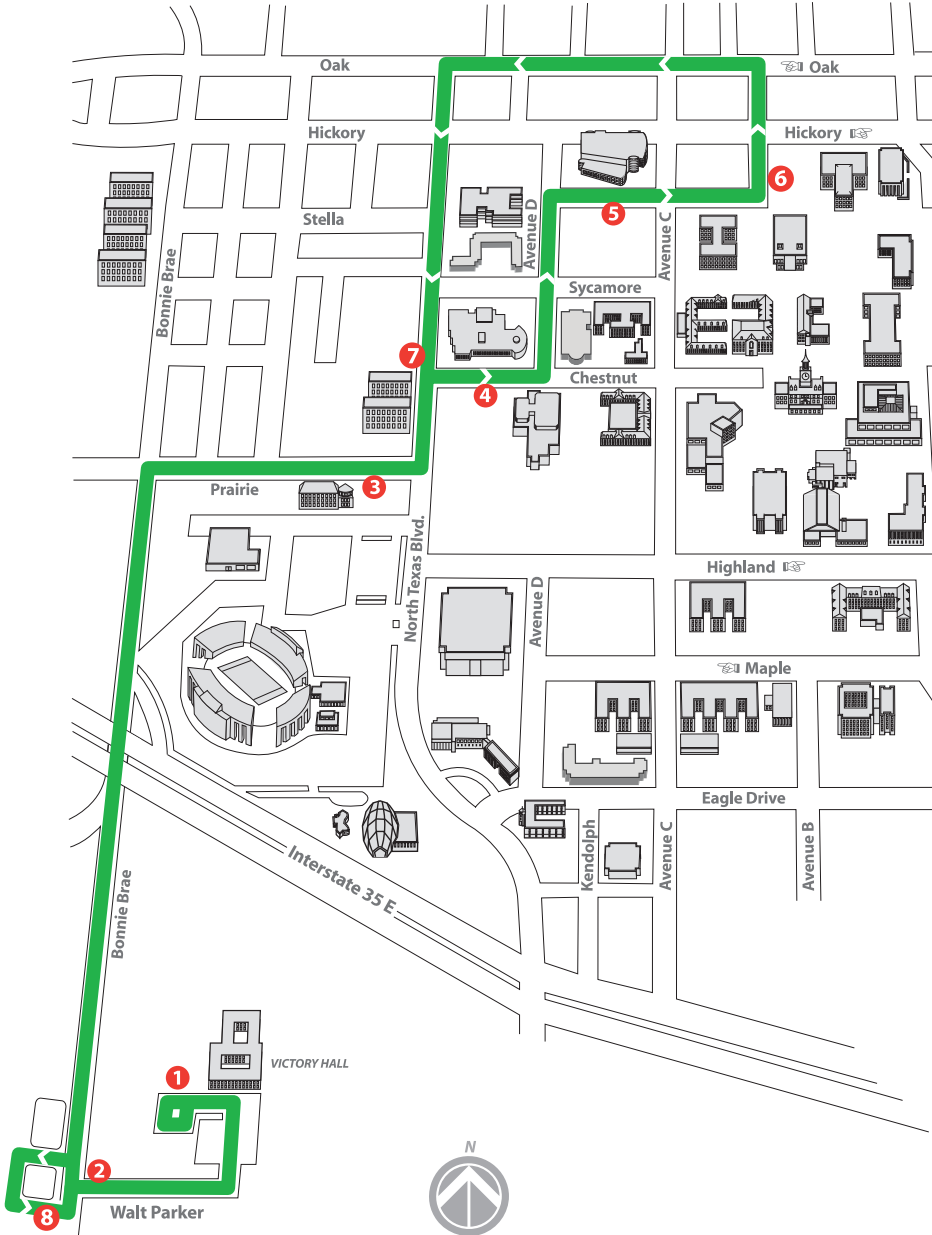 Oak
Oak
Hickory
Hickory
6
Stella
Avenue D
5
Avenue C
Bonnie Brae
Sycamore
7
4
Chestnut
Prairie
3
North Texas Blvd.
Avenue D
Highland
Maple
Eagle Drive
Kendolph
Avenue C
Avenue B
Interstate 35 E
Bonnie Brae
VICTORY HALL
1
2
N
Walt Parker
8